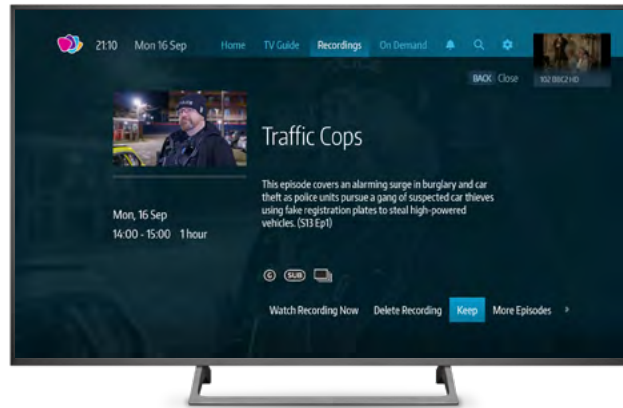 21:10 Mon 16 Sep Home TV Guide Recordings On Demand
BACK Close
102 BBC2 HD
Traffic Cops
This episode covers an alarming surge in burglary and car
theft as police units pursue a gang of suspected car thieves
using fake registration plates to steal high-powered
vehicles. (S13 Ep1)
Mon, 16 Sep
14:00 - 15:00 1 hour
G SUB
Watch Recording Now Delete Recording Keep More Episodes >